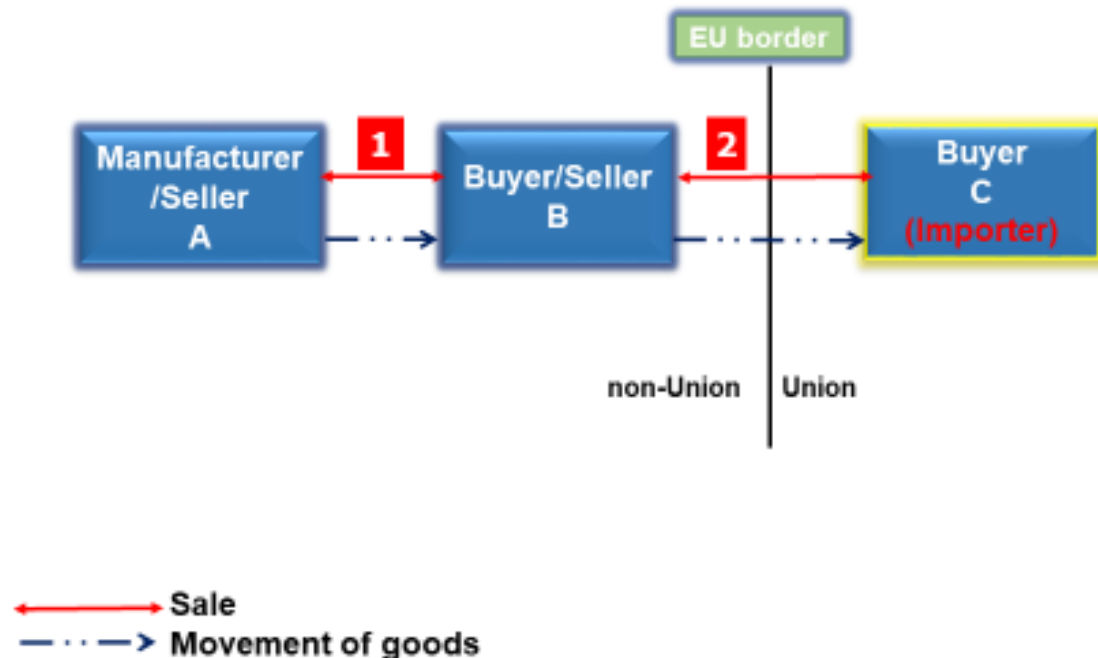 EU border
1
2
Manufacturer
/Seller
A
Buyer/Seller
B
Buyer
C
(Importer)
non-Union
Union
Sale
Movement of goods